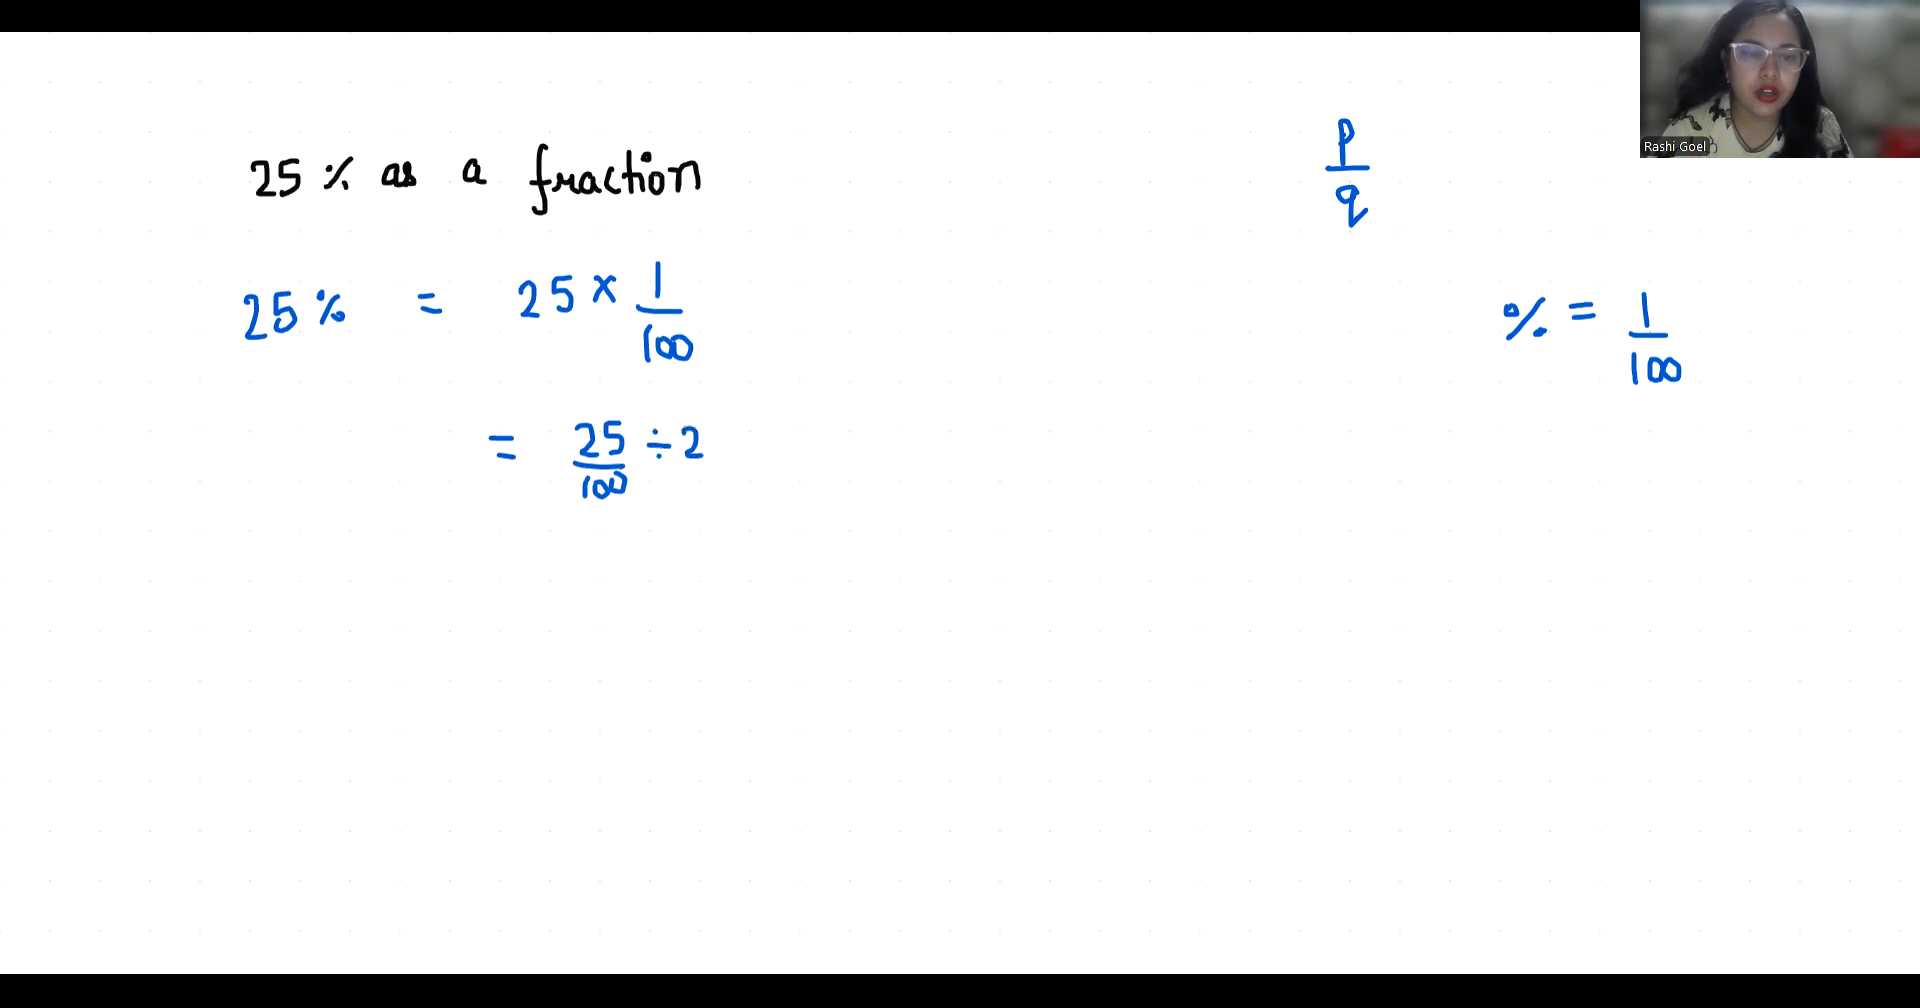 25 % as a fraction
p/q
25 % = 25 × 1/100
% = 1/100
= 25/100 ÷ 2
Rashi Goel